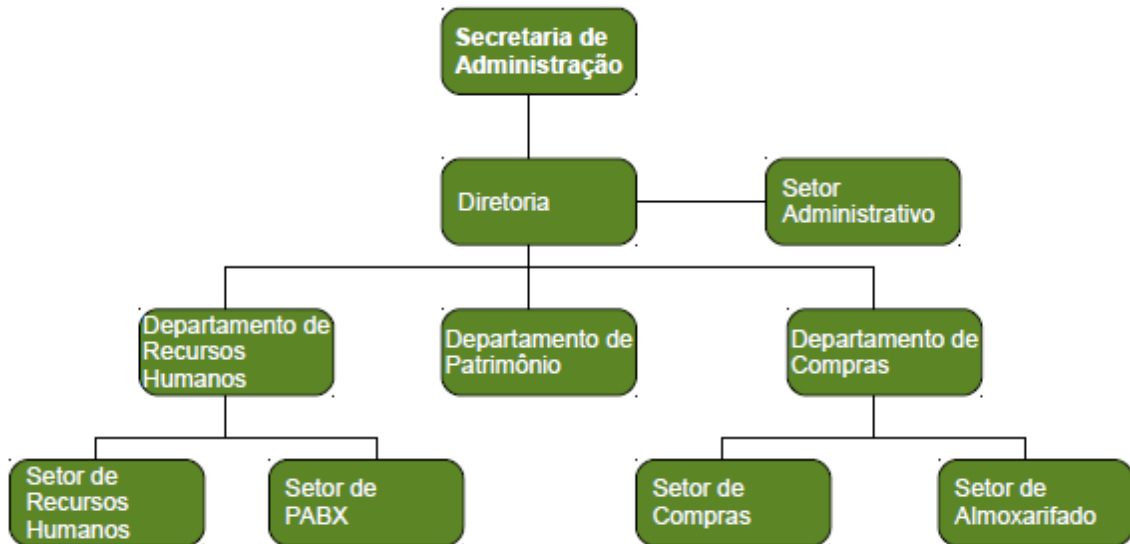 Secretaria de
Administração
Diretoria
Setor
Administrativo
Departamento de
Recursos
Humanos
Departamento de
Patrimônio
Departamento de
Compras
Setor de
Recursos
Humanos
Setor de
PABX
Setor de
Compras
Setor de
Almoxarifado